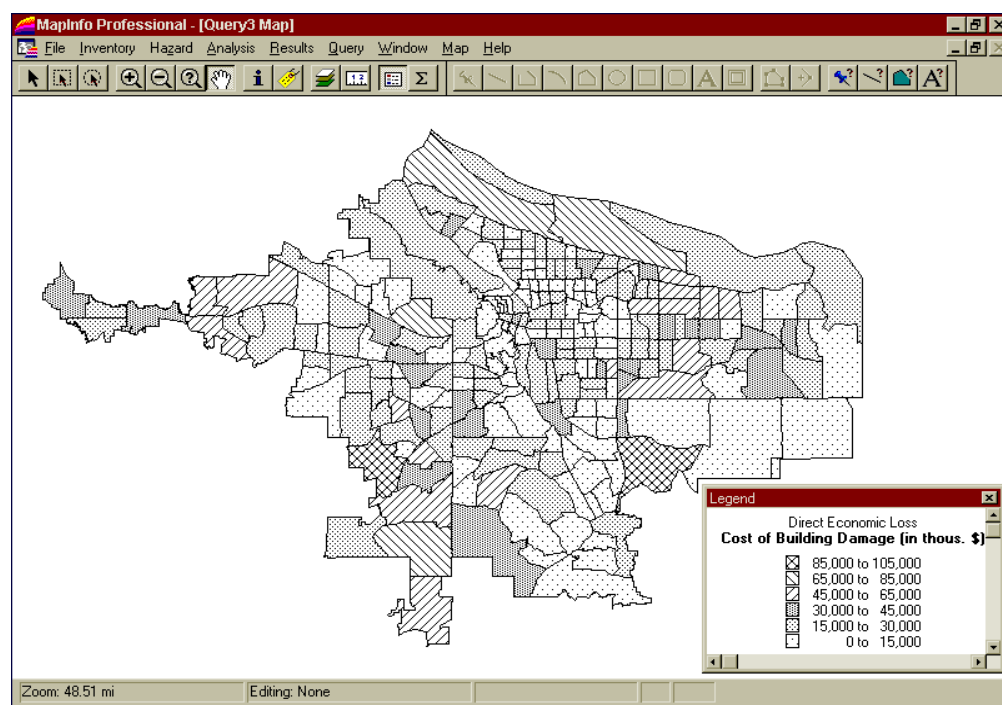 MapInfo Professional - [Query3 Map]
File Inventory Hazard Analysis Results Query Window Map Help
i 1 2 Σ A ? ? ? A?
Legend
Direct Economic Loss
Cost of Building Damage (in thous. $)
85,000 to 105,000
65,000 to 85,000
45,000 to 65,000
30,000 to 45,000
15,000 to 30,000
0 to 15,000
Zoom: 48.51 mi Editing: None